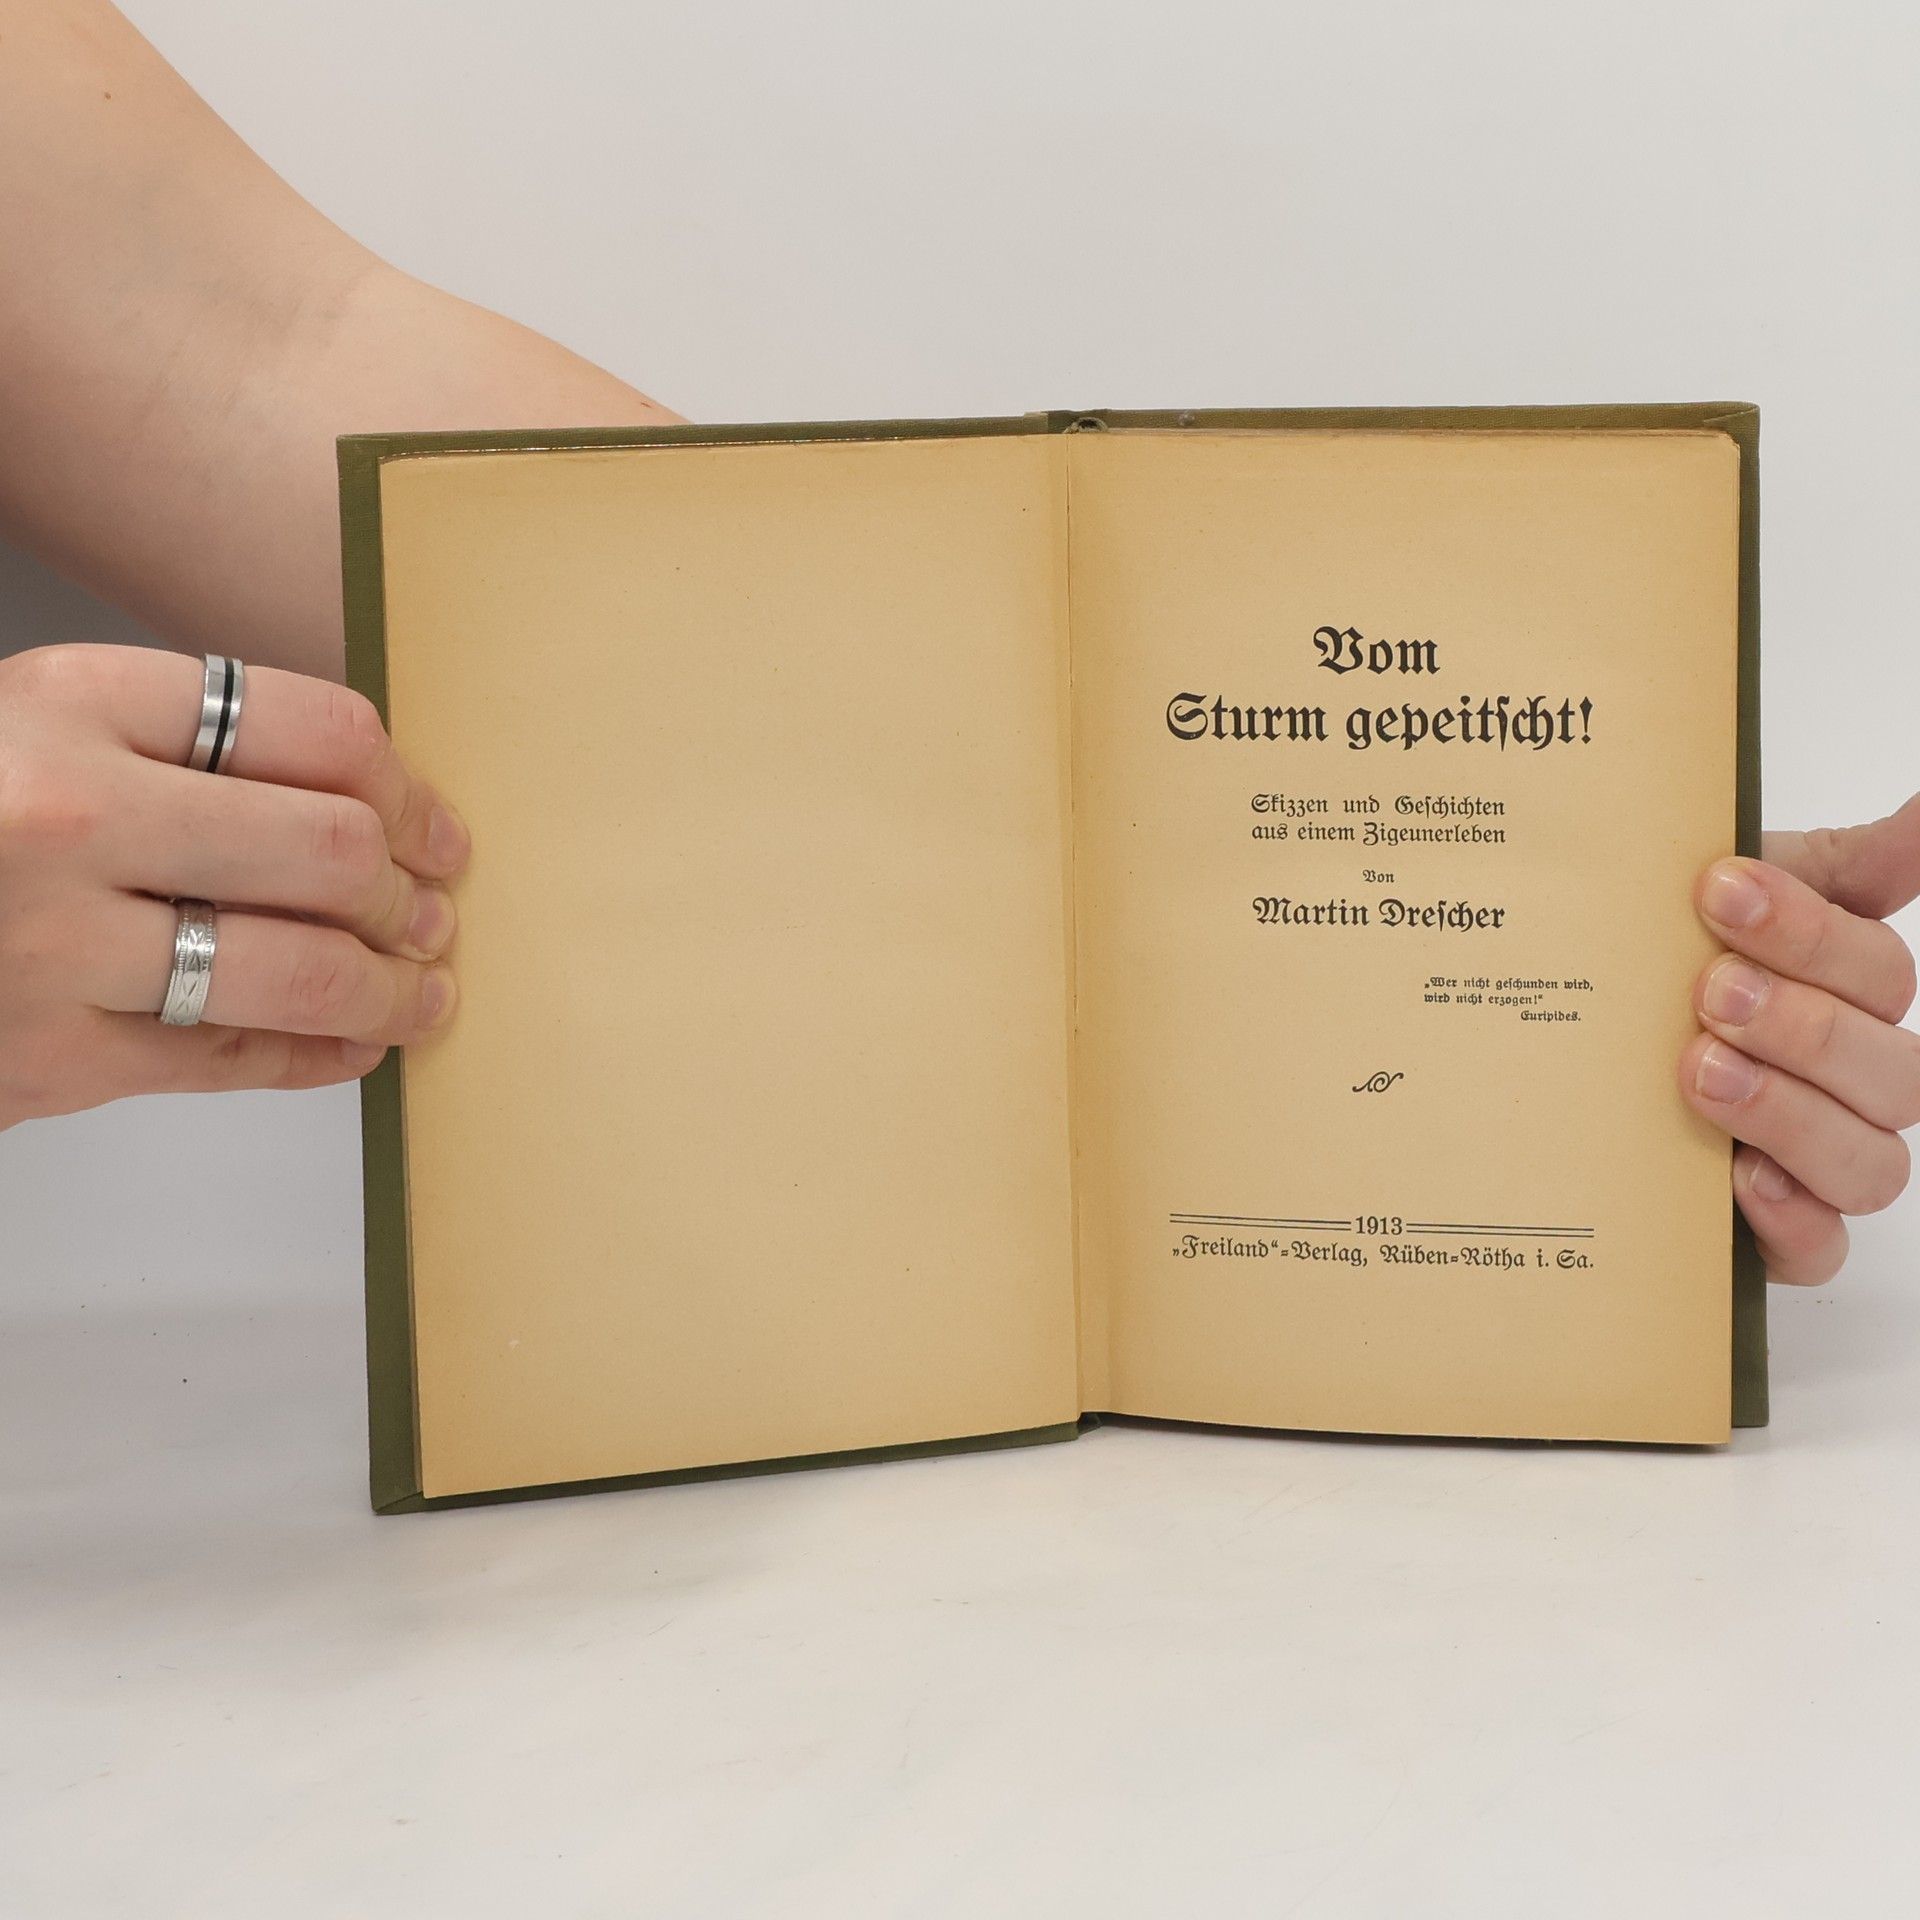 Vom
Sturm gepeitſcht!
Skizzen und Geſchichten
aus einem Zigeunerleben
Von
Martin Dreſcher
„Wer nicht geſchunden wird,
wird nicht erzogen!“
Euripides.
1913
„Freiland“-Verlag, Rüben-Rötha i. Sa.